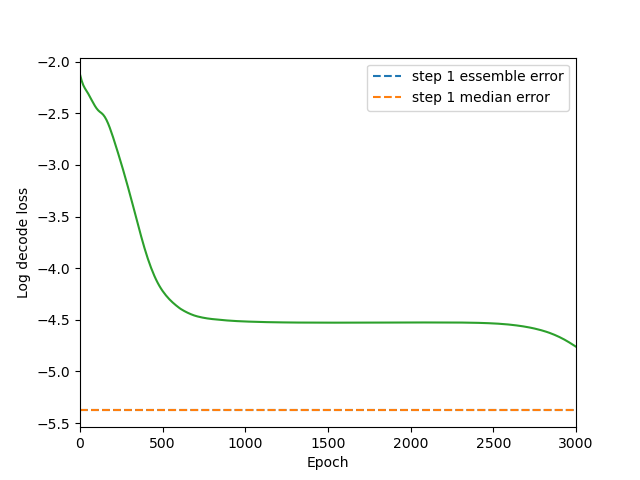 −2.0
−2.5
−3.0
−3.5
−4.0
−4.5
−5.0
−5.5
Log decode loss
step 1 essemble error
step 1 median error
0 500 1000 1500 2000 2500 3000
Epoch